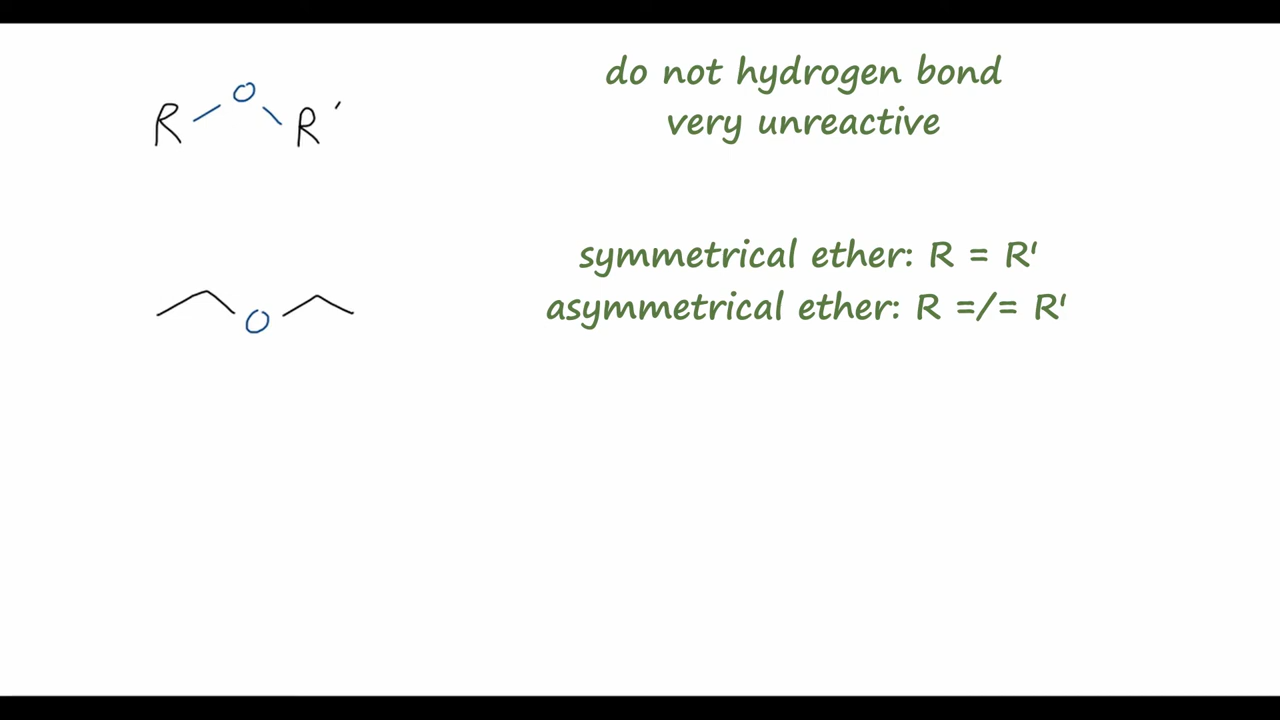 R O R'
do not hydrogen bond
very unreactive
symmetrical ether: R = R'
asymmetrical ether: R =/= R'
O